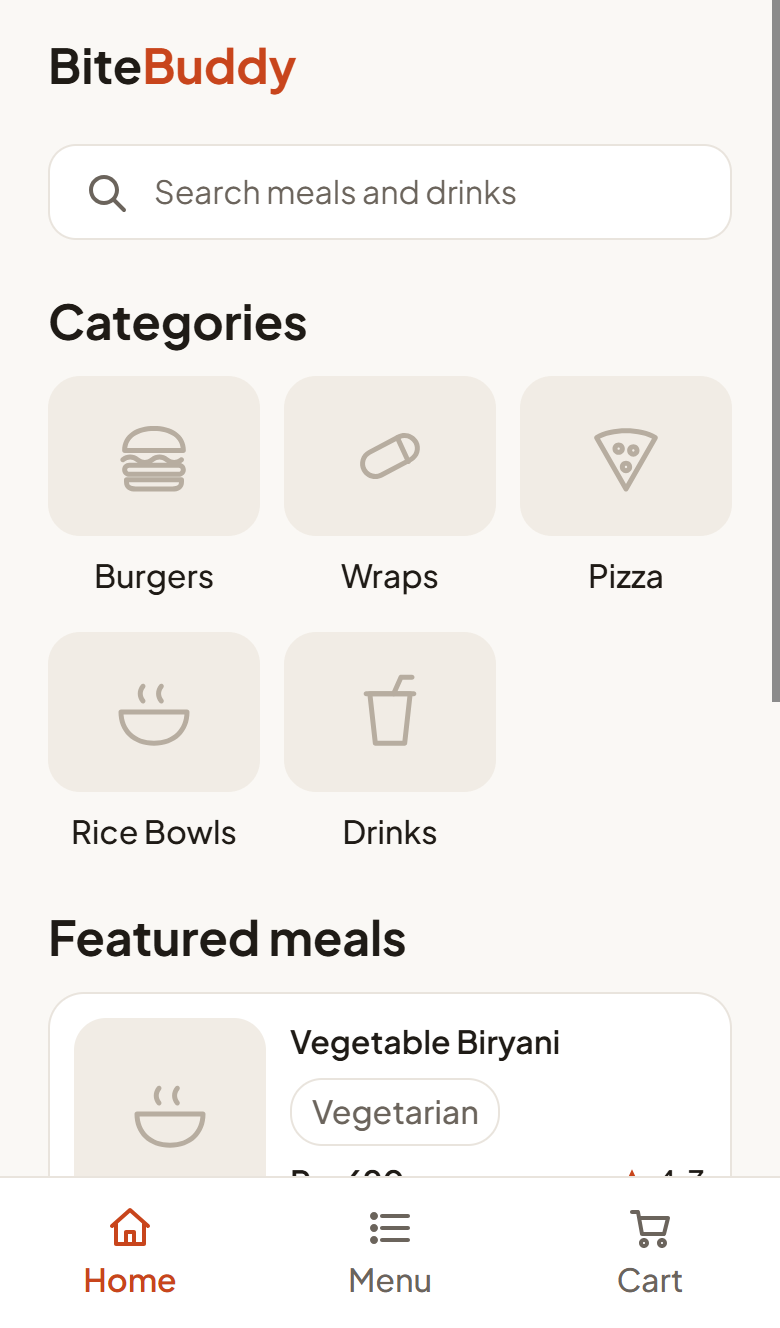 BiteBuddy
Search meals and drinks
Categories
Burgers
Wraps
Pizza
Rice Bowls
Drinks
Featured meals
Vegetable Biryani
Vegetarian
Home
Menu
Cart